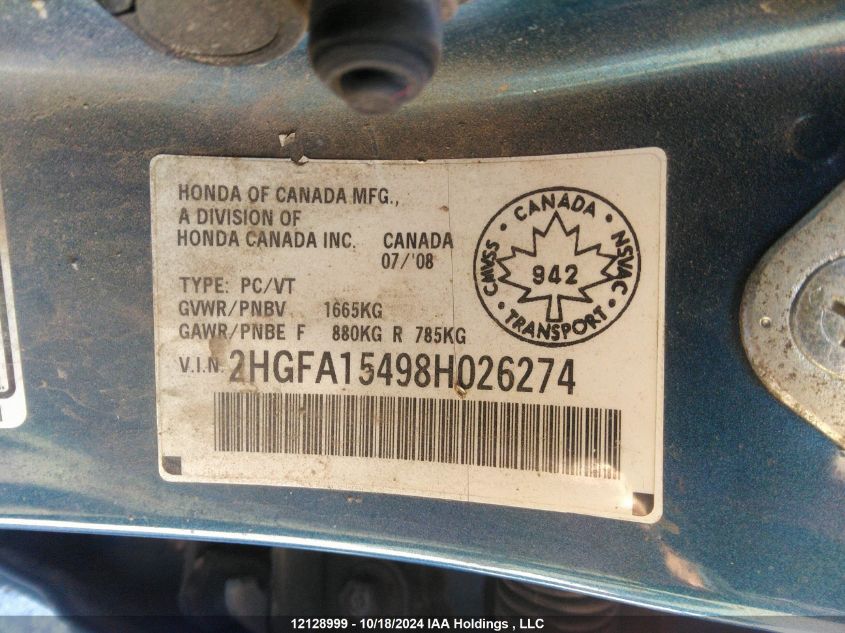 HONDA OF CANADA MFG.,
A DIVISION OF
HONDA CANADA INC. CANADA
07/'08
TYPE: PC/VT
GVWR/PNBV 1665KG
GAWR/PNBE F 880KG R 785KG
V.I.N. 2HGFA15498H026274
CANADA • NSVAC • TRANSPORT • CMVSS •
942
12128999 - 10/18/2024 IAA Holdings , LLC